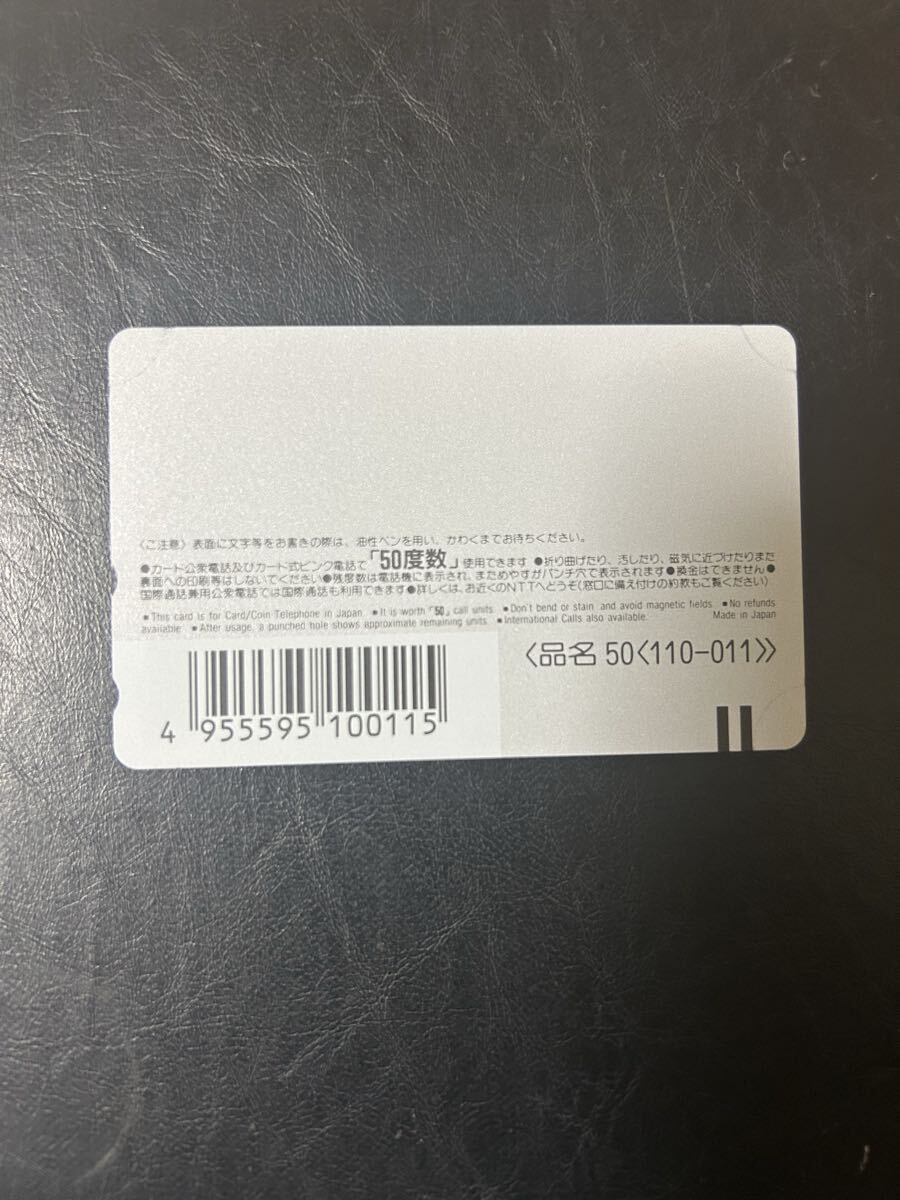 〈ご注意〉表面に文字等をお書きの際は、油性ペンを用い、かわくまでお待ちください。
●カード公衆電話及びカード式ピンク電話で「50度数」使用できます ●折り曲げたり、汚したり、磁気に近づけたりまた
裏面への印刷等はしないでください●残度数は電話機に表示され、まためやすがパンチ穴で表示されます●換金はできません●
国際通話兼用公衆電話では国際通話も利用できます●詳しくは、お近くのNTTへどうぞ(窓口に備え付けの約款もご覧ください)
■This card is for Card/Coin Telephone in Japan. ■It is worth「50」call units. ■Don't bend or stain and avoid magnetic fields. ■No refunds
available. ■After usage, a punched hole shows approximate remaining units. ■International Calls also available. Made in Japan
〈品名 50〈110-011〉〉
4 955595 100115